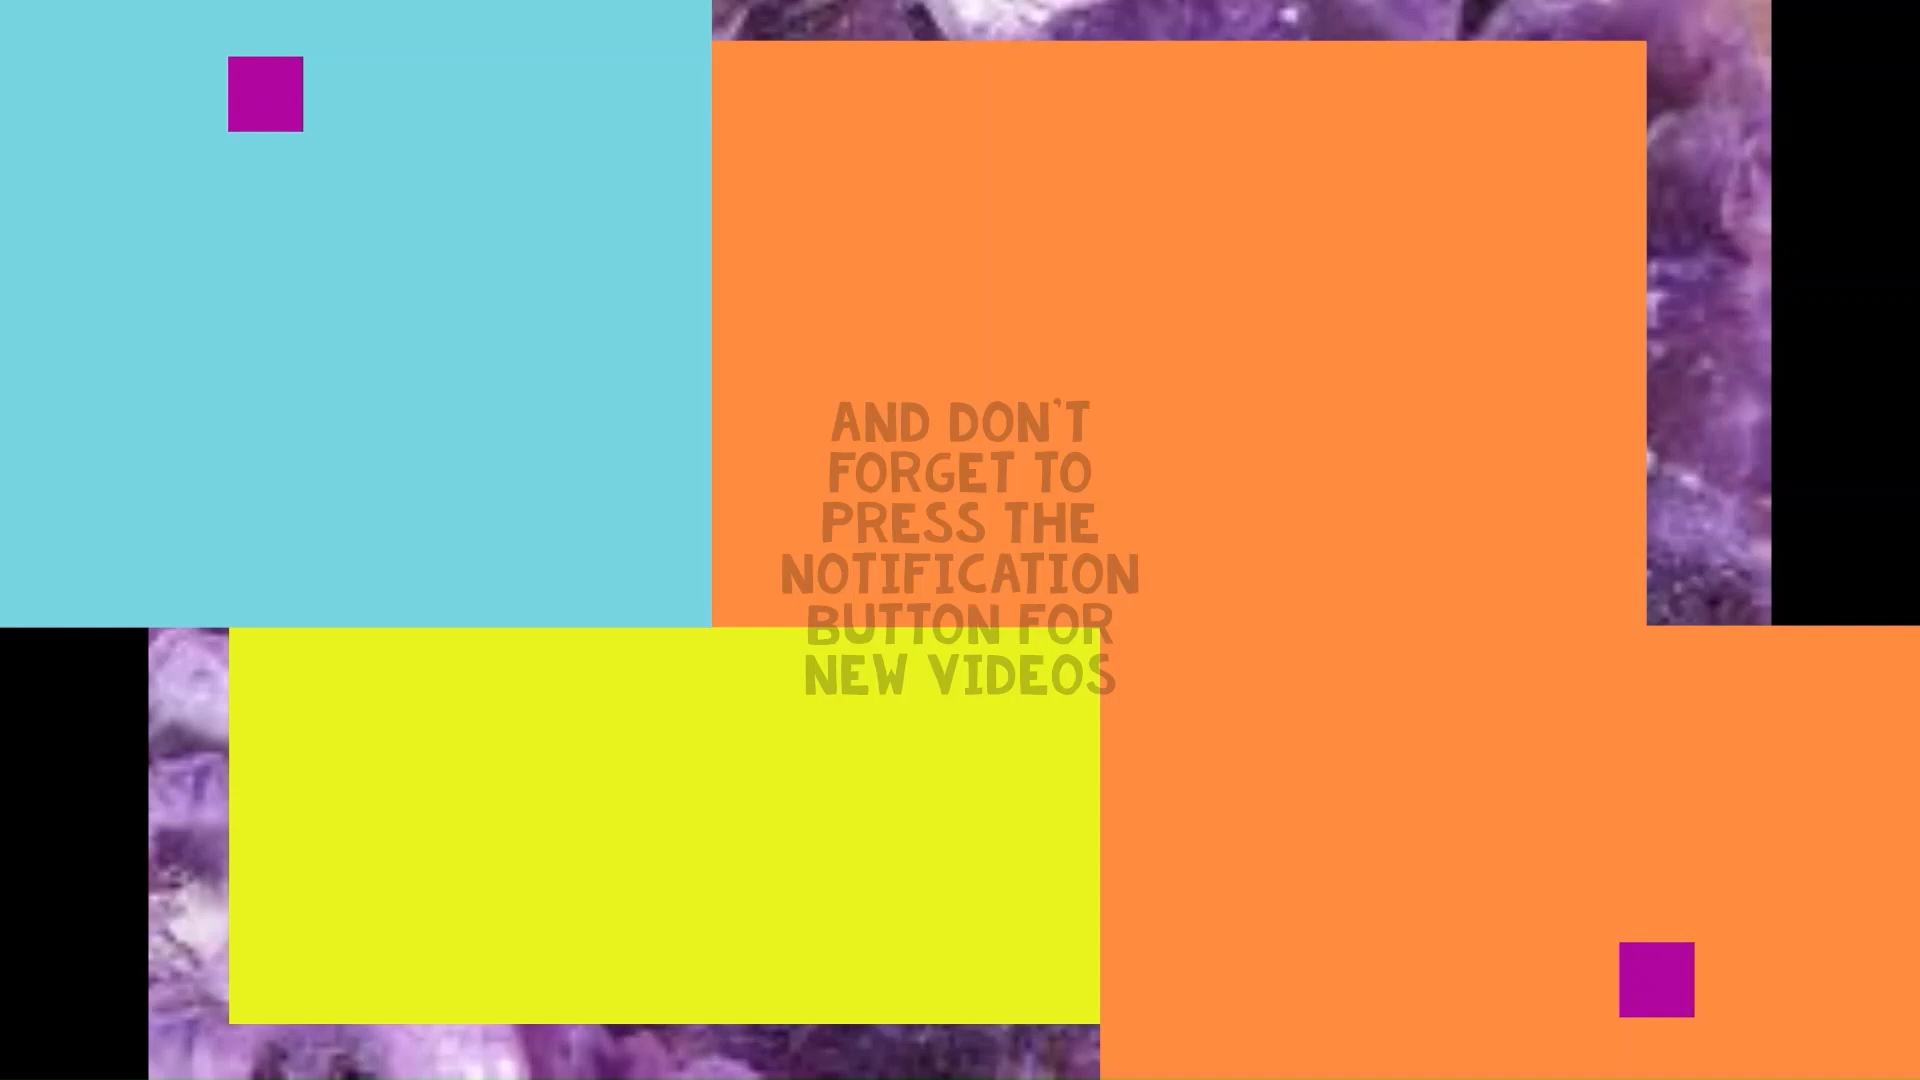 AND DON'T
FORGET TO
PRESS THE
NOTIFICATION
BUTTON FOR
NEW VIDEOS